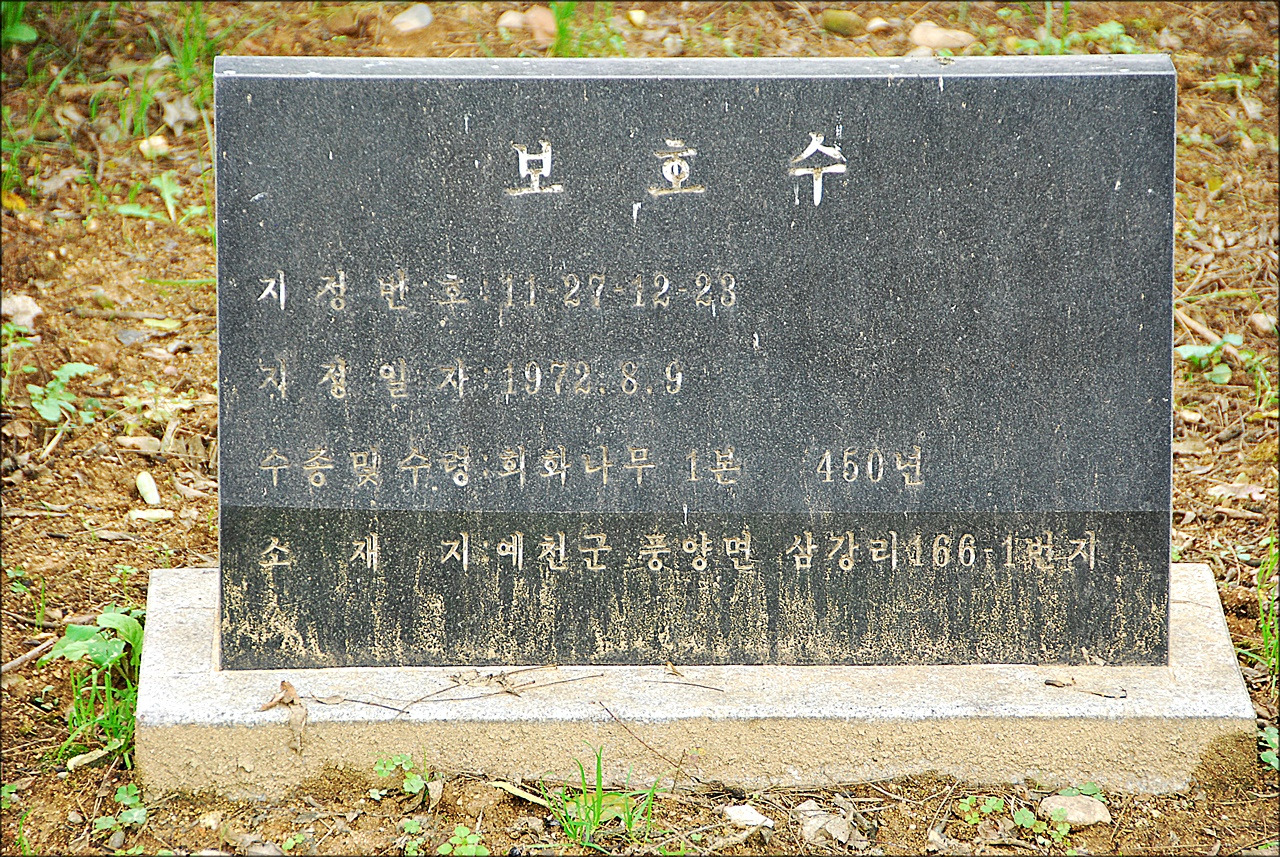 보 호 수
지 정 번 호 : 11-27-12-23
지 정 일 자 : 1972. 8. 9
수종및수령 : 회화나무 1본 450년
소 재 지 : 예천군 풍양면 삼강리166-1번지